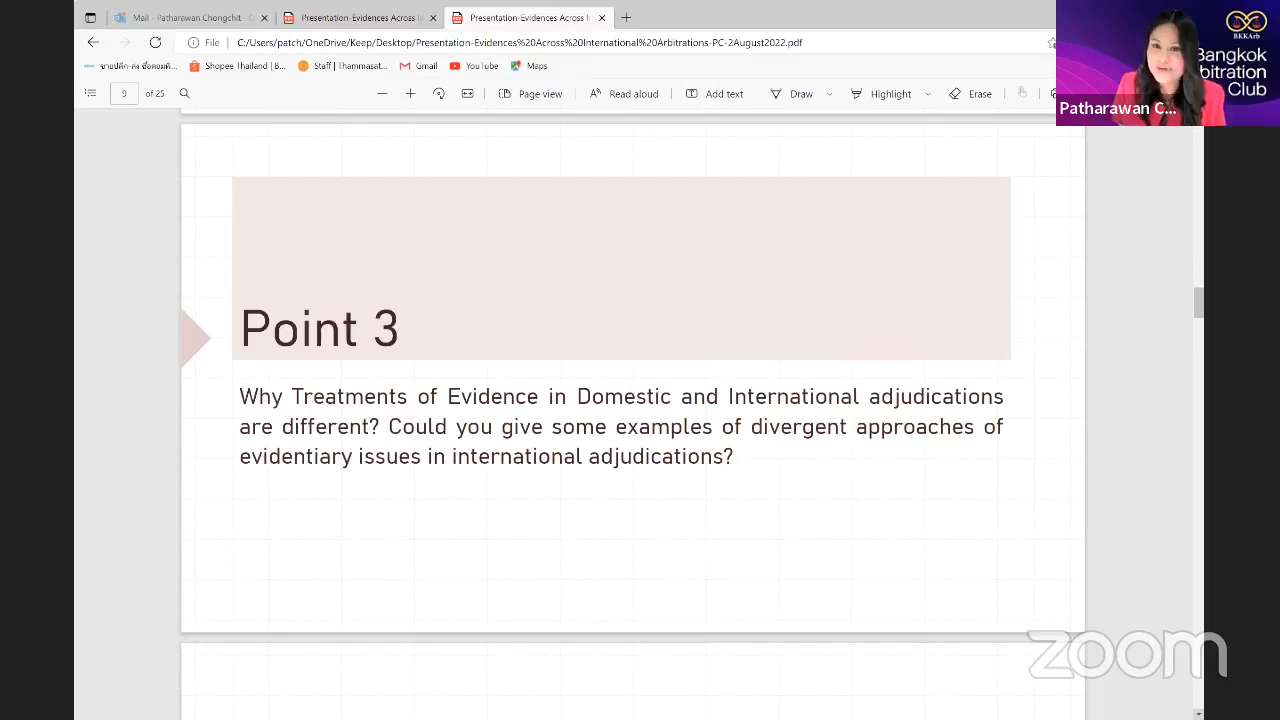 Mail - Patharawan Chongchit - O
Presentation-Evidences Across I
Presentation-Evidences Across I
File
C:/Users/patch/OneDrive/Keep/Desktop/Presentation-Evidences%20Across%20International%20Arbitrations-PC-2August2022.pdf
Shopee Thailand | B...
Staff | Thammasat...
Gmail
YouTube
Maps
9 of 25
Page view
Read aloud
Add text
Draw
Highlight
Erase
BKKArb
Bangkok
bitration
Club
Patharawan C...
Point 3
Why Treatments of Evidence in Domestic and International adjudications
are different? Could you give some examples of divergent approaches of
evidentiary issues in international adjudications?
zoom